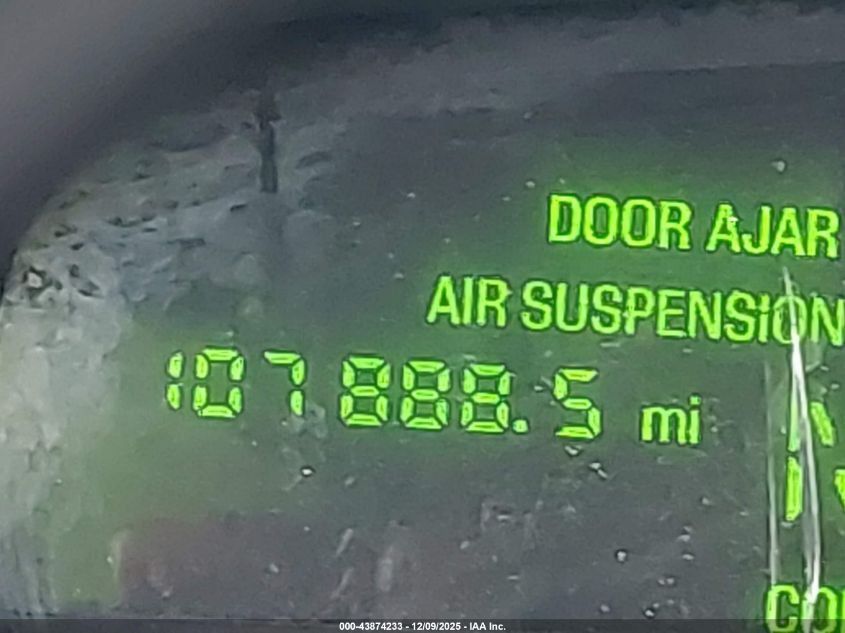 DOOR AJAR
AIR SUSPENSION
107888.5 mi
000-43874233 - 12/09/2025 - IAA Inc.